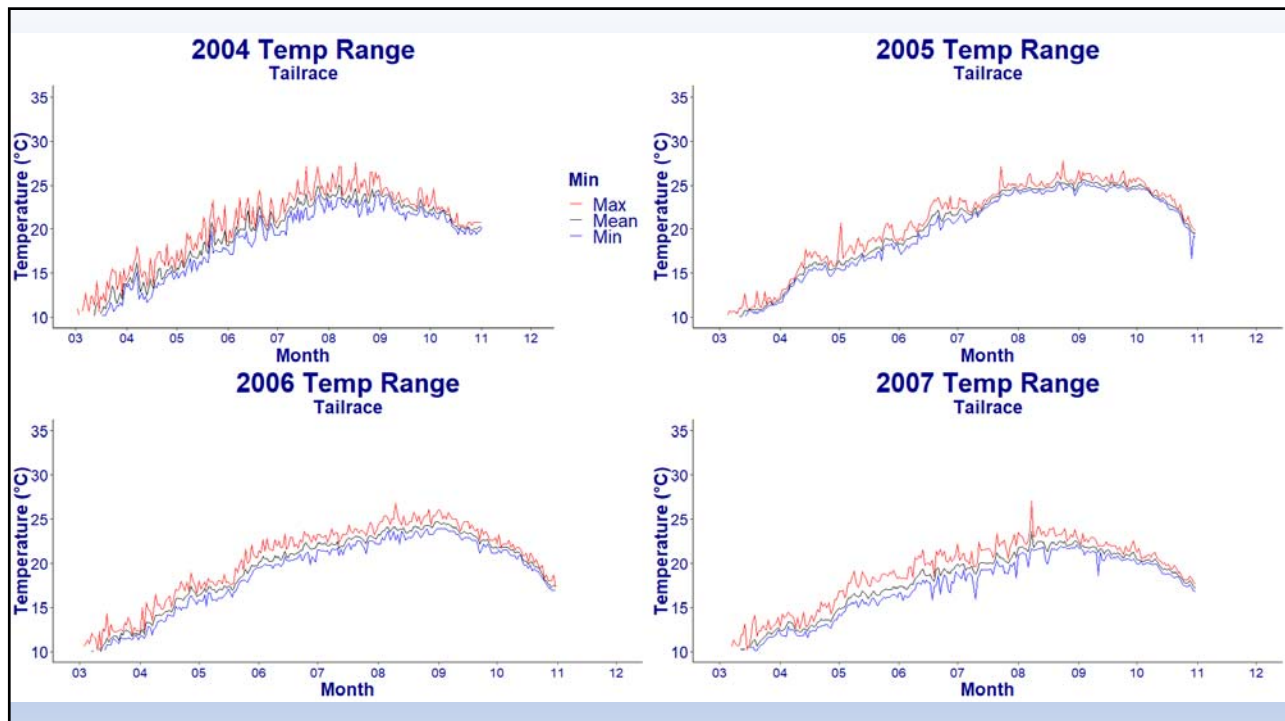 2004 Temp Range
Tailrace
Temperature (°C)
35
30
25
20
15
10
03 04 05 06 07 08 09 10 11 12
Month
Min
Max
Mean
Min
2005 Temp Range
Tailrace
Temperature (°C)
35
30
25
20
15
10
03 04 05 06 07 08 09 10 11 12
Month
2006 Temp Range
Tailrace
Temperature (°C)
35
30
25
20
15
10
03 04 05 06 07 08 09 10 11 12
Month
2007 Temp Range
Tailrace
Temperature (°C)
35
30
25
20
15
10
03 04 05 06 07 08 09 10 11 12
Month